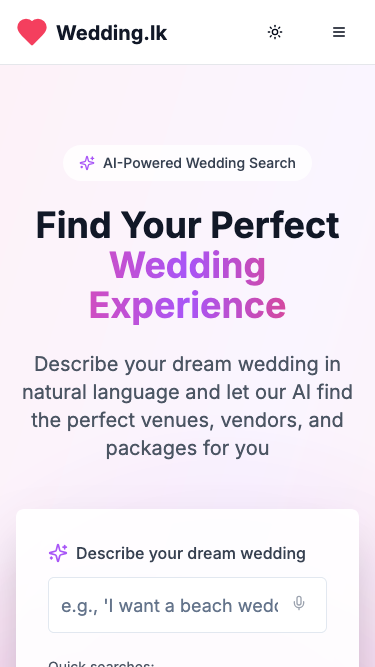 Wedding.lk
AI-Powered Wedding Search
Find Your Perfect
Wedding
Experience
Describe your dream wedding in
natural language and let our AI find
the perfect venues, vendors, and
packages for you
Describe your dream wedding
e.g., 'I want a beach wedd
Quick searches: